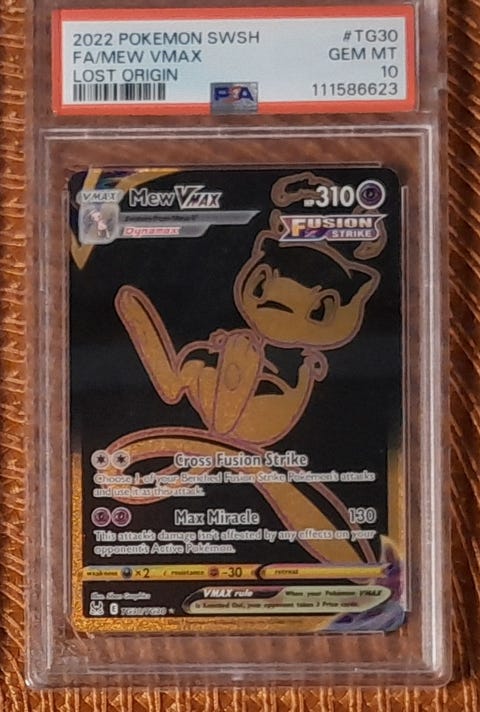 2022 POKEMON SWSH #TG30
FA/MEW VMAX GEM MT
LOST ORIGIN 10
PSA 111586623
VMAX Mew VMAX 310
Evolves from Mew V
Dynamax
FUSION
STRIKE
Cross Fusion Strike
Choose 1 of your Benched Fusion Strike Pokémon's attacks
and use it as this attack.
Max Miracle 130
This attack's damage isn't affected by any effects on your
opponent's Active Pokémon.
weakness ×2 resistance -30 retreat
VMAX rule When your Pokémon VMAX
is Knocked Out, your opponent takes 3 Prize cards.
TG30/TG30